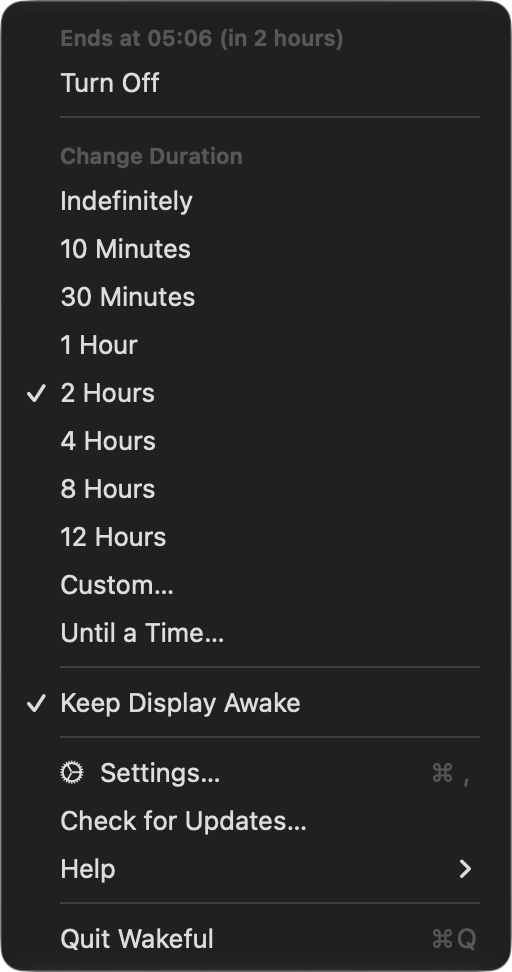 Ends at 05:06 (in 2 hours)
Turn Off
Change Duration
Indefinitely
10 Minutes
30 Minutes
1 Hour
2 Hours
4 Hours
8 Hours
12 Hours
Custom...
Until a Time...
Keep Display Awake
Settings... ⌘ ,
Check for Updates...
Help
Quit Wakeful ⌘Q